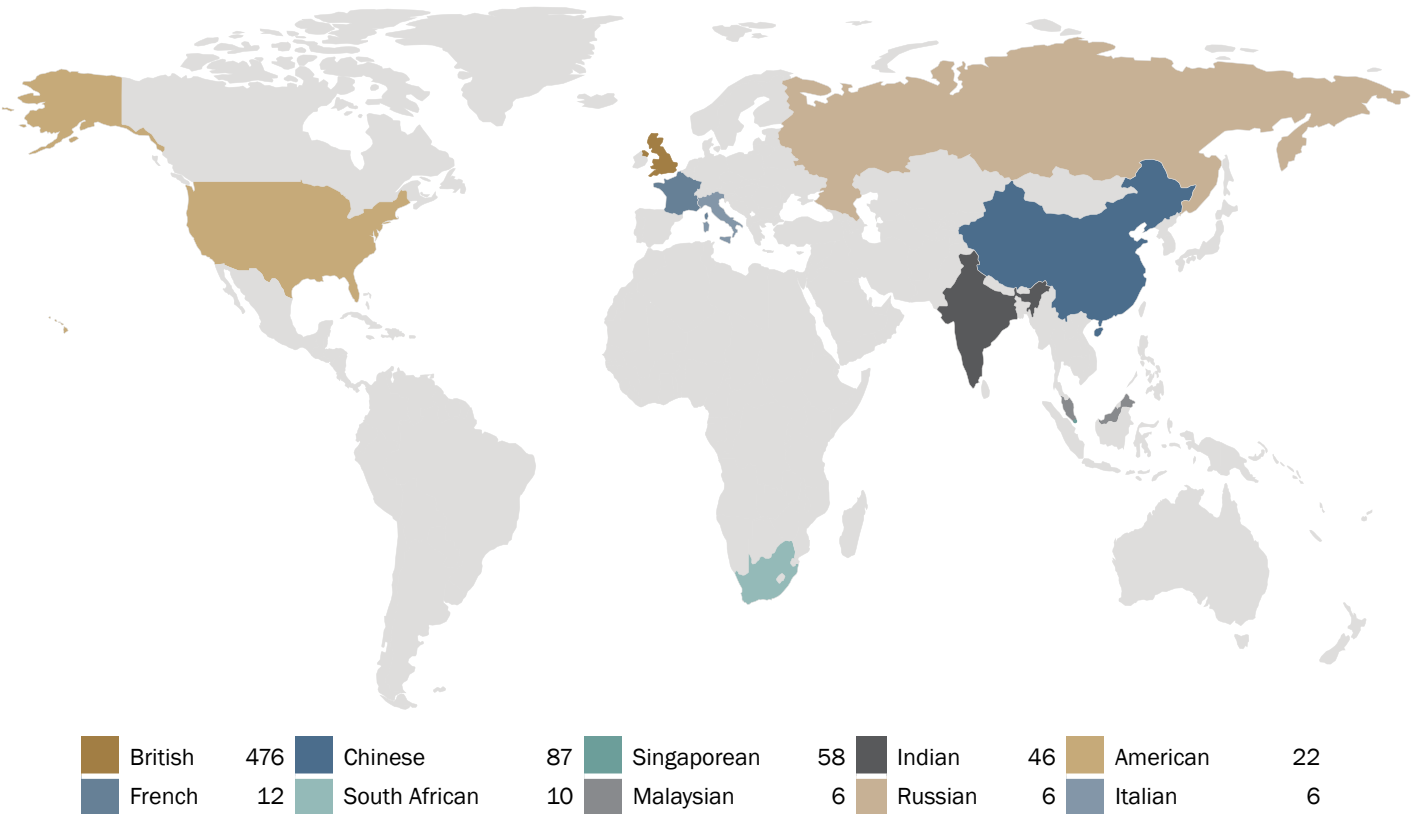 British 476 Chinese 87 Singaporean 58 Indian 46 American 22
French 12 South African 10 Malaysian 6 Russian 6 Italian 6